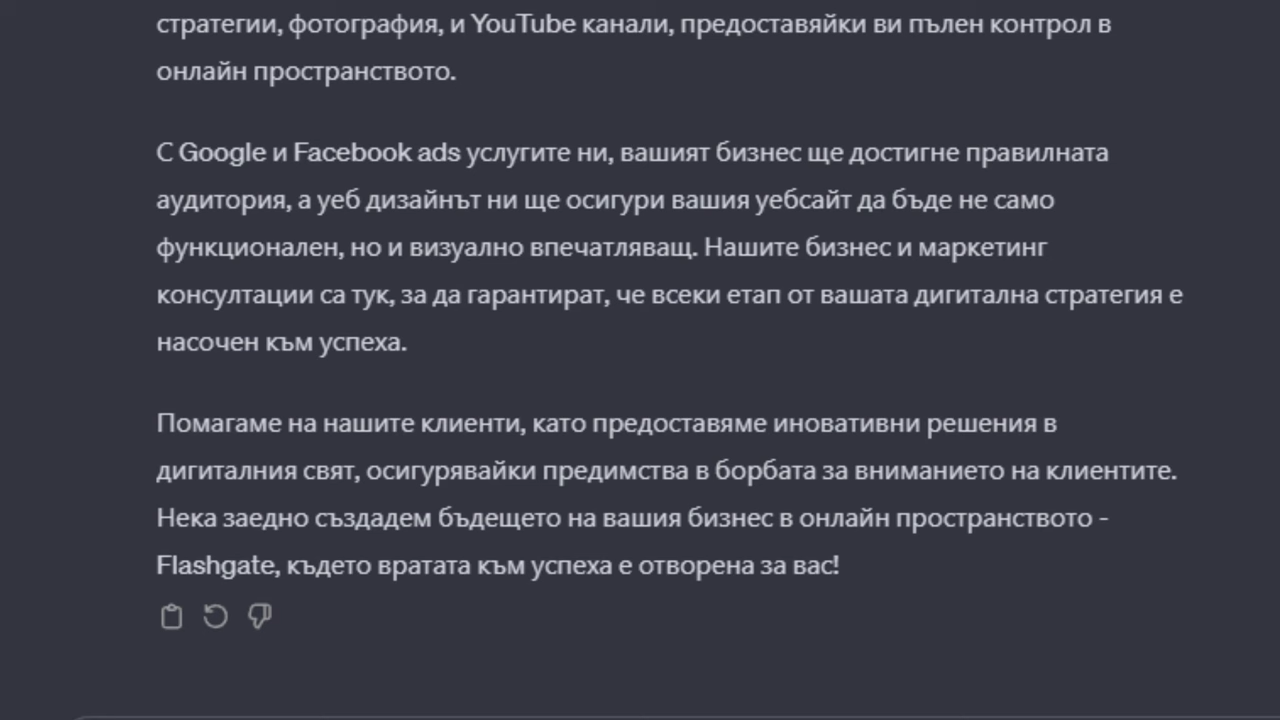 стратегии, фотография, и YouTube канали, предоставяйки ви пълен контрол в
онлайн пространството.
С Google и Facebook ads услугите ни, вашият бизнес ще достигне правилната
аудитория, а уеб дизайнът ни ще осигури вашия уебсайт да бъде не само
функционален, но и визуално впечатляващ. Нашите бизнес и маркетинг
консултации са тук, за да гарантират, че всеки етап от вашата дигитална стратегия е
насочен към успеха.
Помагаме на нашите клиенти, като предоставяме иновативни решения в
дигиталния свят, осигурявайки предимства в борбата за вниманието на клиентите.
Нека заедно създадем бъдещето на вашия бизнес в онлайн пространството -
Flashgate, където вратата към успеха е отворена за вас!